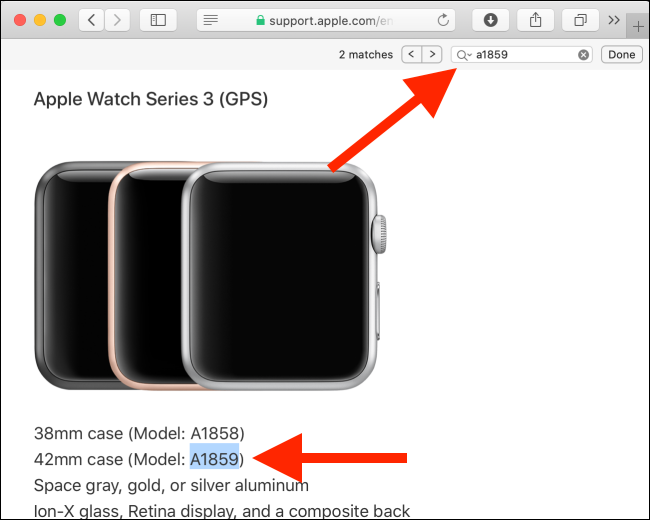 support.apple.com/en
2 matches
a1859
Done
Apple Watch Series 3 (GPS)
38mm case (Model: A1858)
42mm case (Model: A1859)
Space gray, gold, or silver aluminum
Ion-X glass, Retina display, and a composite back